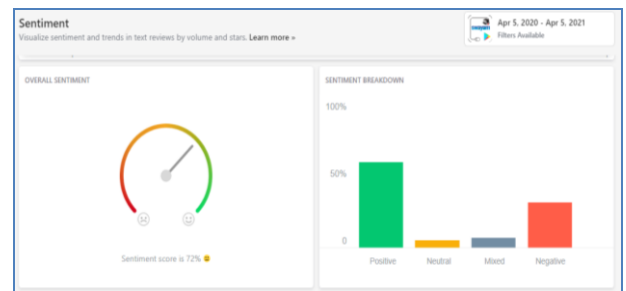 Sentiment
Visualize sentiment and trends in text reviews by volume and stars. Learn more »
Apr 5, 2020 - Apr 5, 2021
Filters Available
OVERALL SENTIMENT
Sentiment score is 72%
SENTIMENT BREAKDOWN
100%
50%
0
Positive Neutral Mixed Negative